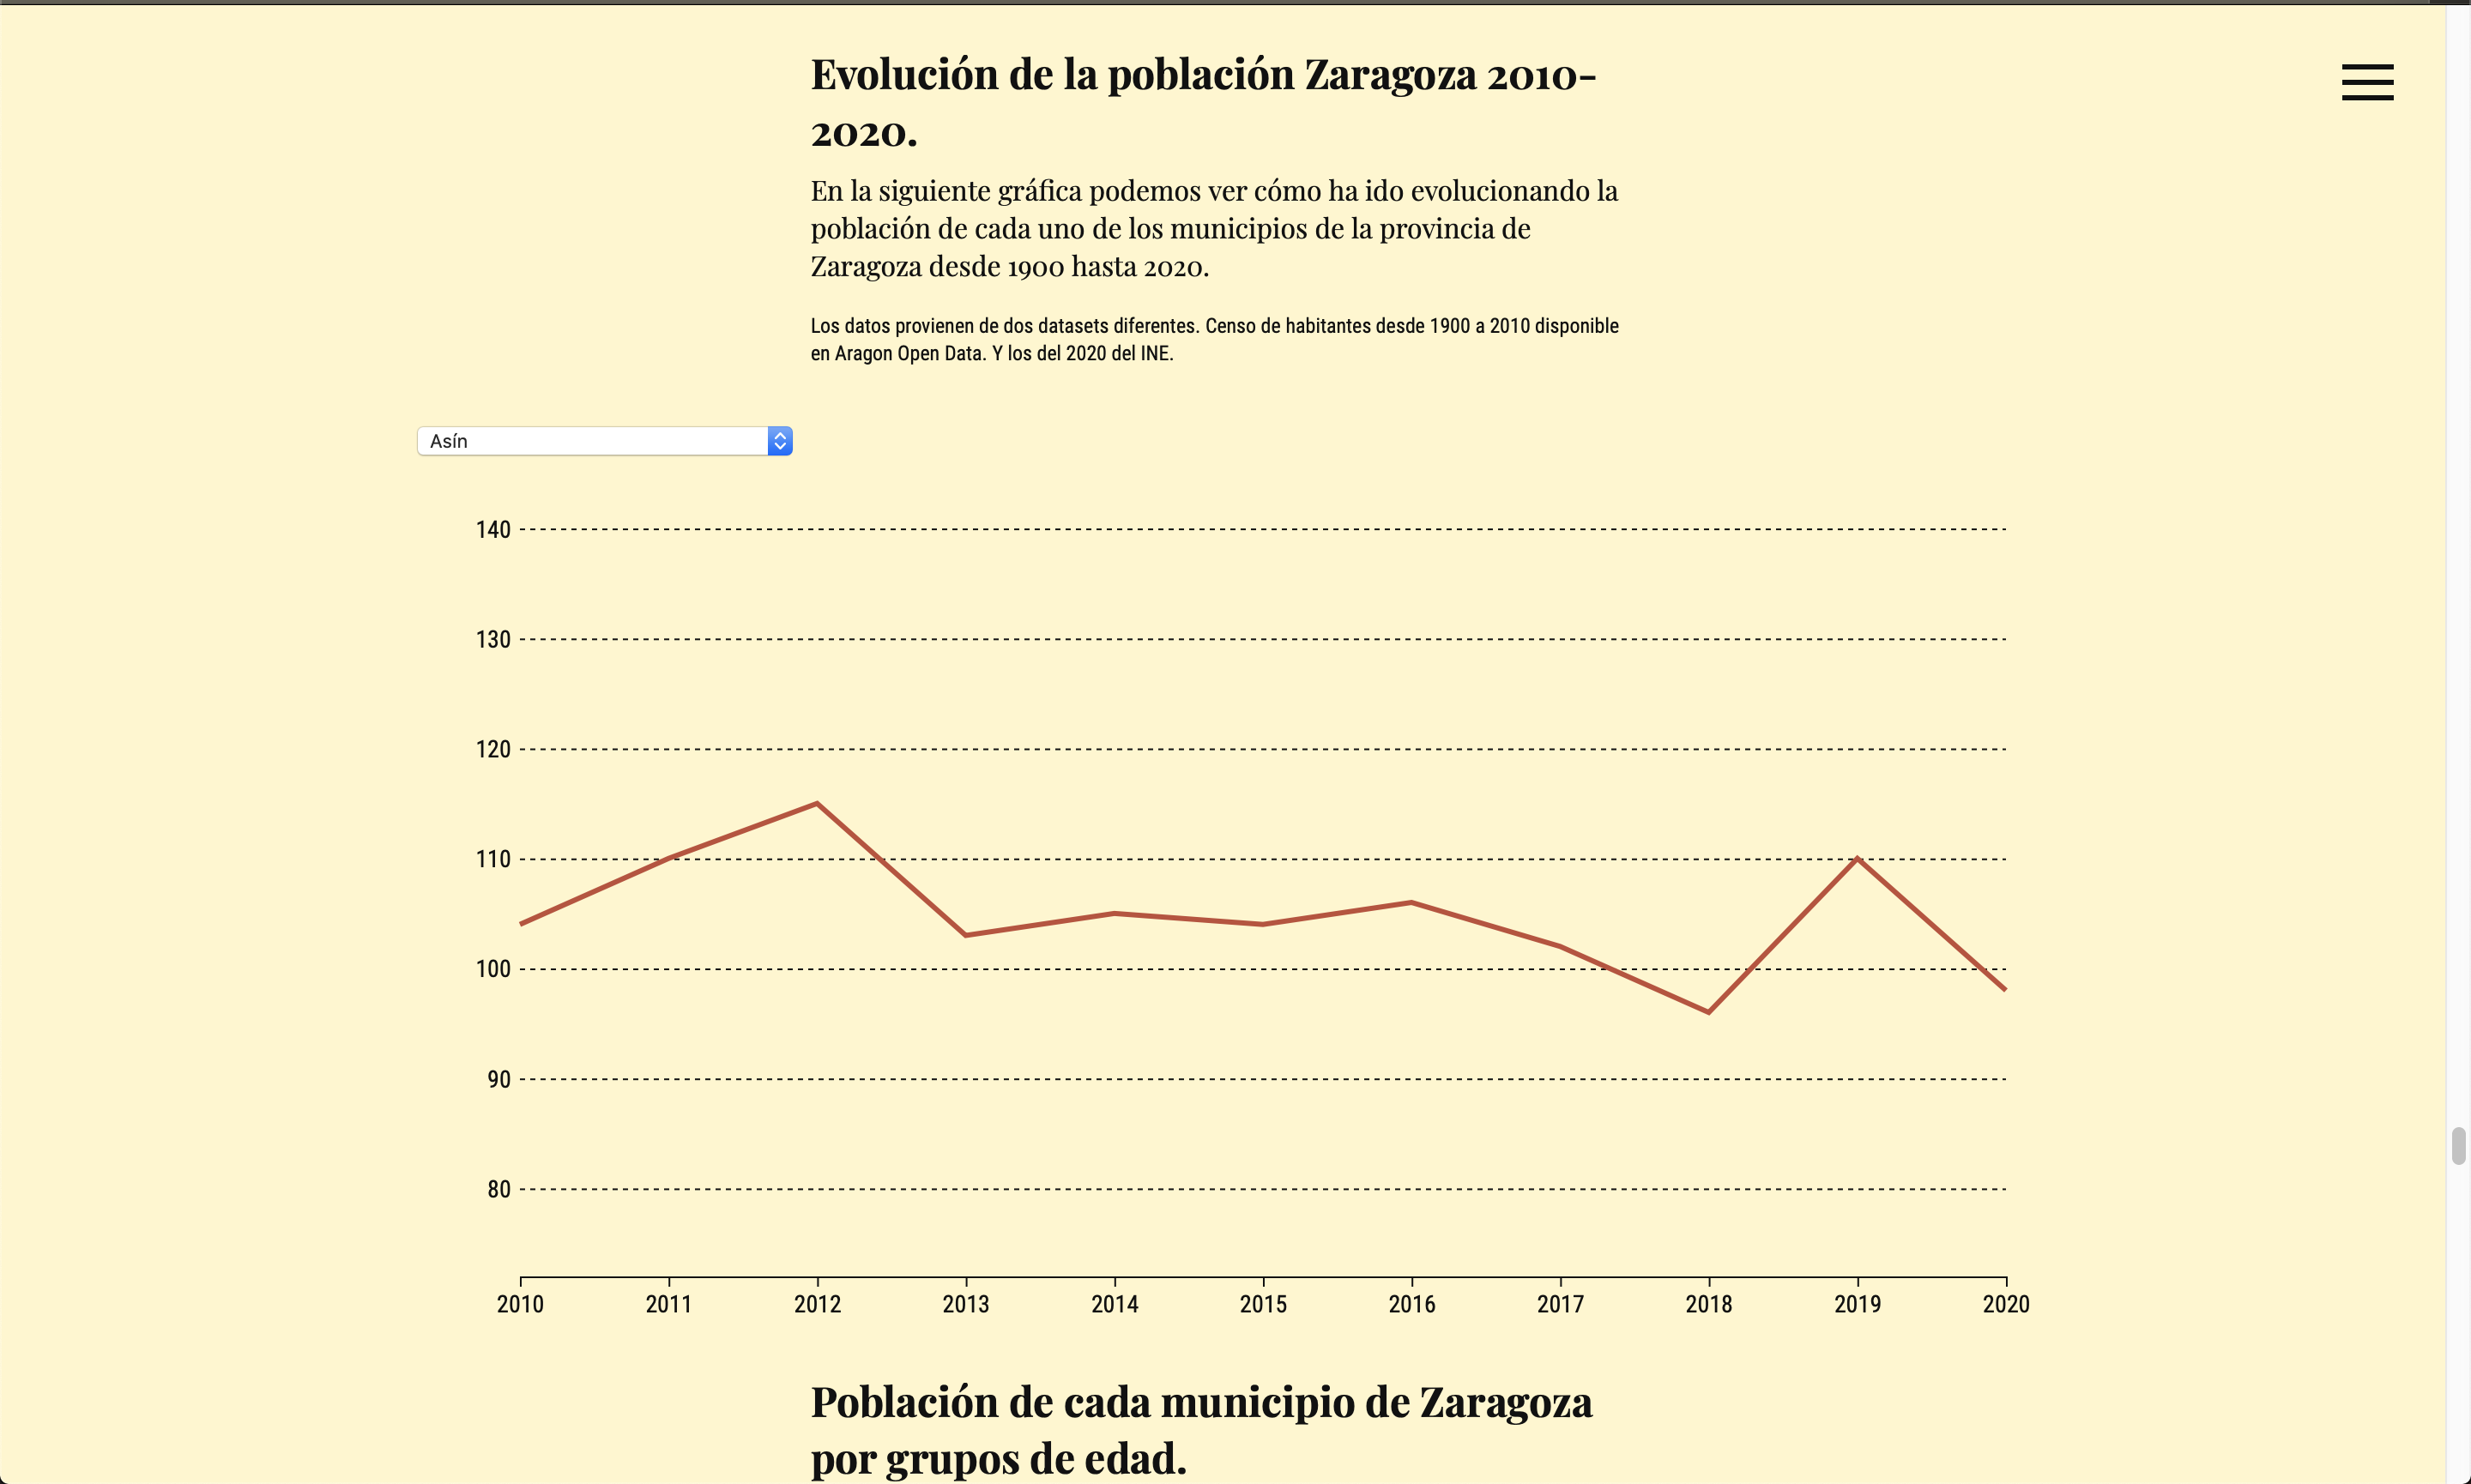 Evolución de la población Zaragoza 2010-
2020.
En la siguiente gráfica podemos ver cómo ha ido evolucionando la
población de cada uno de los municipios de la provincia de
Zaragoza desde 1900 hasta 2020.
Los datos provienen de dos datasets diferentes. Censo de habitantes desde 1900 a 2010 disponible
en Aragon Open Data. Y los del 2020 del INE.
Asín
140
130
120
110
100
90
80
2010 2011 2012 2013 2014 2015 2016 2017 2018 2019 2020
Población de cada municipio de Zaragoza
por grupos de edad.